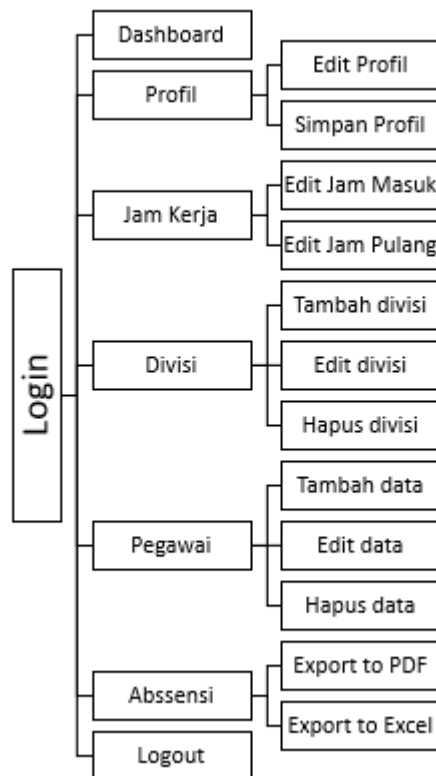 Login
Dashboard
Profil
Edit Profil
Simpan Profil
Jam Kerja
Edit Jam Masuk
Edit Jam Pulang
Divisi
Tambah divisi
Edit divisi
Hapus divisi
Pegawai
Tambah data
Edit data
Hapus data
Abssensi
Export to PDF
Export to Excel
Logout